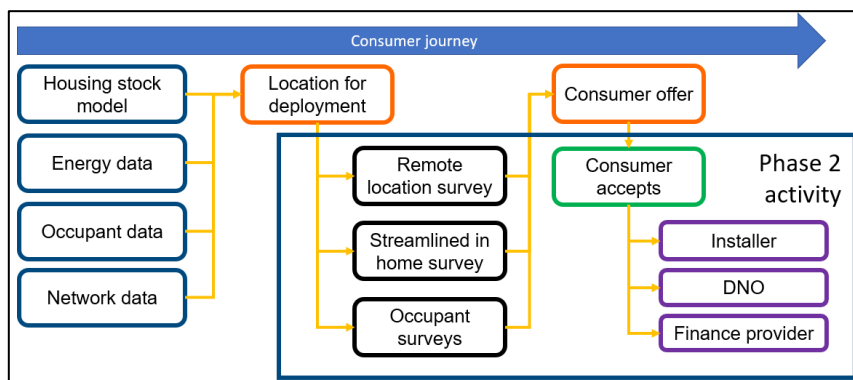 Consumer journey
Housing stock
model
Energy data
Occupant data
Network data
Location for
deployment
Remote
location survey
Streamlined in
home survey
Occupant
surveys
Consumer offer
Consumer
accepts
Phase 2
activity
Installer
DNO
Finance provider